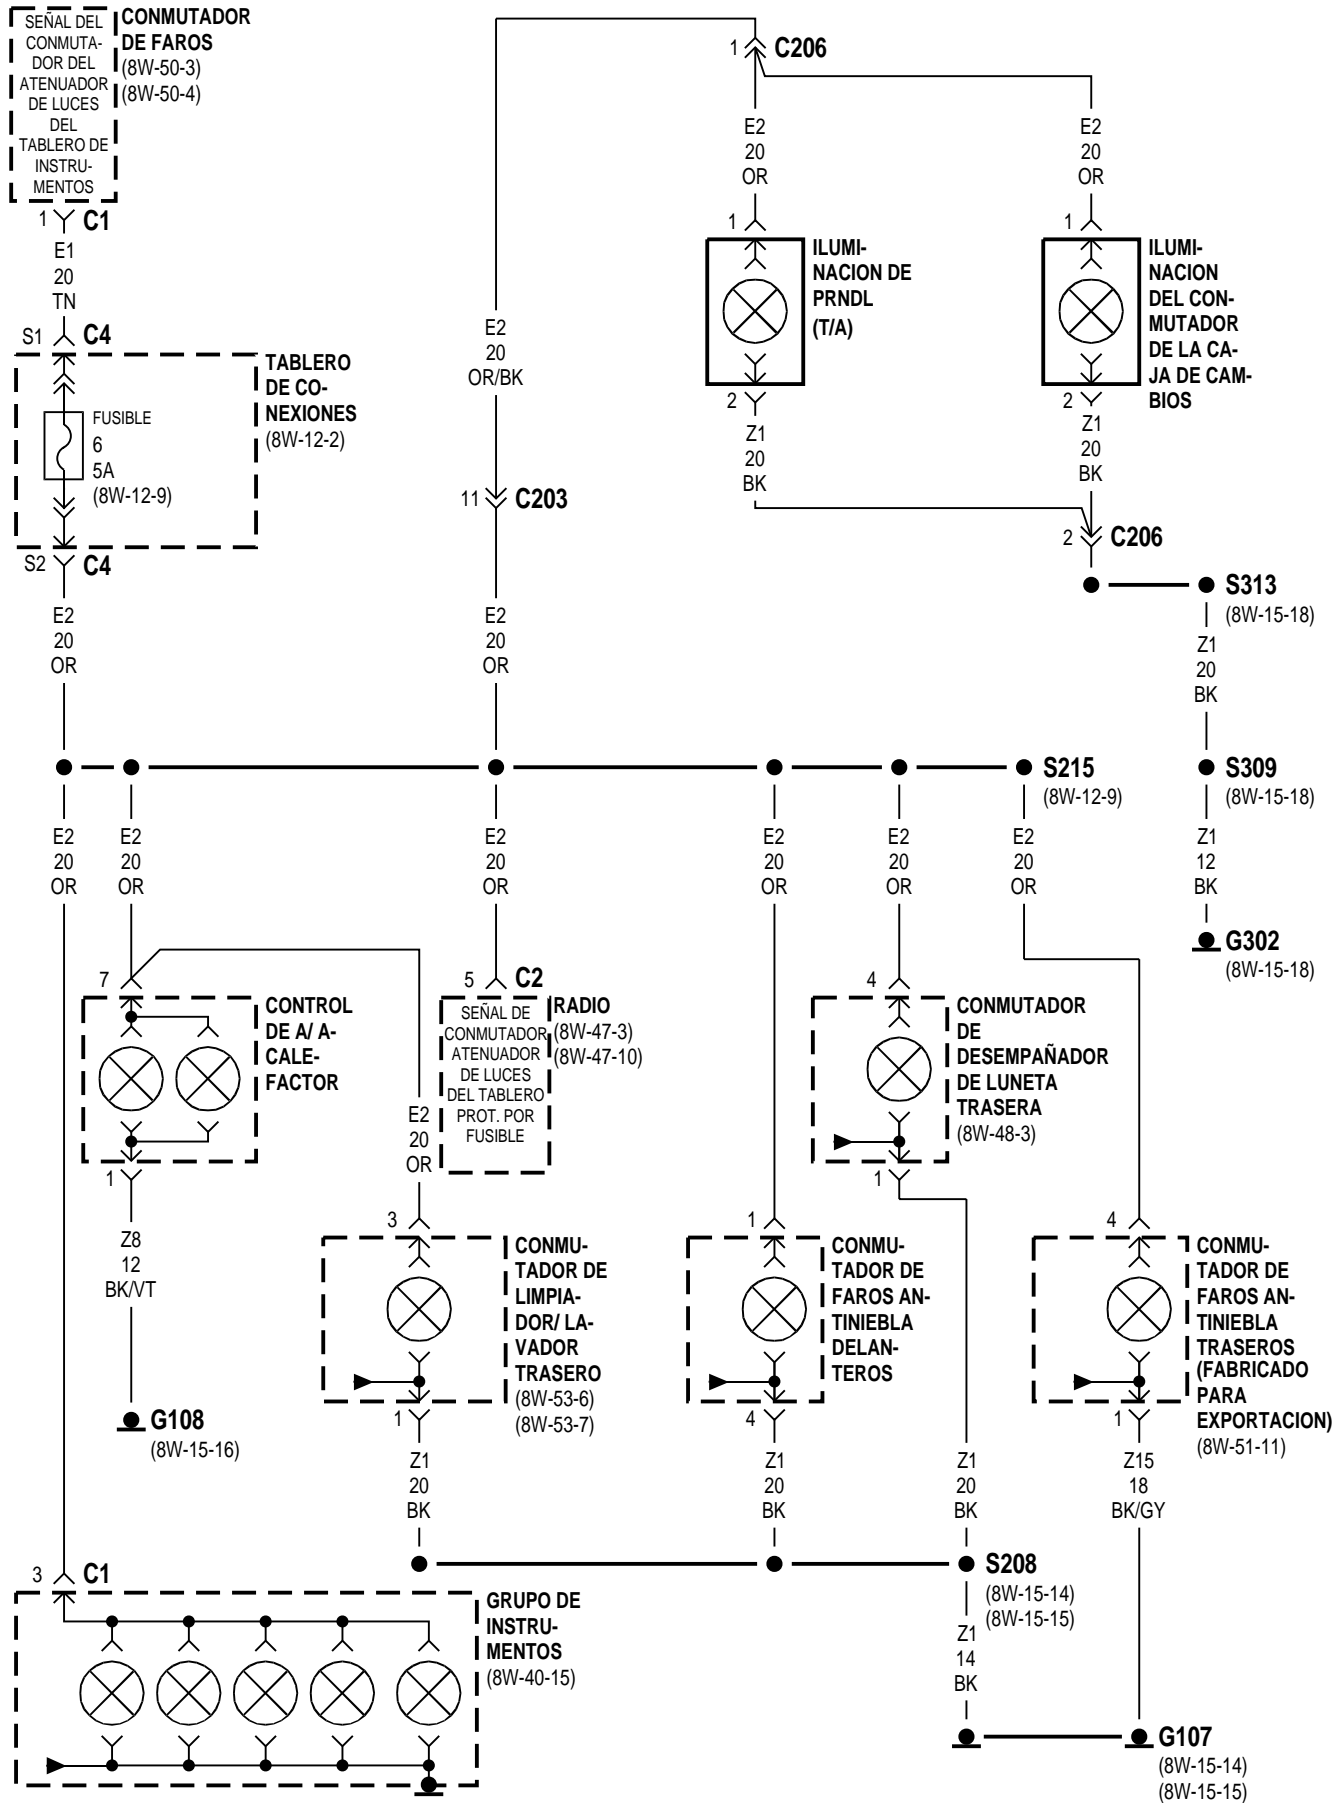 SEÑAL DEL
CONMUTA-
DOR DEL
ATENUADOR
DE LUCES
DEL
TABLERO DE
INSTRU-
MENTOS
CONMUTADOR
DE FAROS
(8W-50-3)
(8W-50-4)
1 C1
E1
20
TN
S1 C4
TABLERO
DE CO-
NEXIONES
(8W-12-2)
FUSIBLE
6
5A
(8W-12-9)
S2 C4
E2
20
OR
E2
20
OR/BK
11 C203
E2
20
OR
1 C206
E2
20
OR
E2
20
OR
1
ILUMI-
NACION DE
PRNDL
(T/A)
2
Z1
20
BK
1
ILUMI-
NACION
DEL CON-
MUTADOR
DE LA CA-
JA DE CAM-
BIOS
2
Z1
20
BK
2 C206
S313
(8W-15-18)
Z1
20
BK
S309
(8W-15-18)
Z1
12
BK
G302
(8W-15-18)
S215
(8W-12-9)
E2
20
OR
E2
20
OR
E2
20
OR
E2
20
OR
E2
20
OR
E2
20
OR
7
CONTROL
DE A/ A-
CALE-
FACTOR
1
Z8
12
BK/VT
G108
(8W-15-16)
E2
20
OR
5 C2
SEÑAL DE
CONMUTADOR
ATENUADOR
DE LUCES
DEL TABLERO
PROT. POR
FUSIBLE
RADIO
(8W-47-3)
(8W-47-10)
4
CONMUTADOR
DE
DESEMPAÑADOR
DE LUNETA
TRASERA
(8W-48-3)
1
3
CONMU-
TADOR DE
LIMPIA-
DOR/ LA-
VADOR
TRASERO
(8W-53-6)
(8W-53-7)
1
Z1
20
BK
1
CONMU-
TADOR DE
FAROS AN-
TINIEBLA
DELAN-
TEROS
4
Z1
20
BK
Z1
20
BK
4
CONMU-
TADOR DE
FAROS AN-
TINIEBLA
TRASEROS
(FABRICADO
PARA
EXPORTACION)
(8W-51-11)
1
Z15
18
BK/GY
S208
(8W-15-14)
(8W-15-15)
Z1
14
BK
G107
(8W-15-14)
(8W-15-15)
3 C1
GRUPO DE
INSTRU-
MENTOS
(8W-40-15)